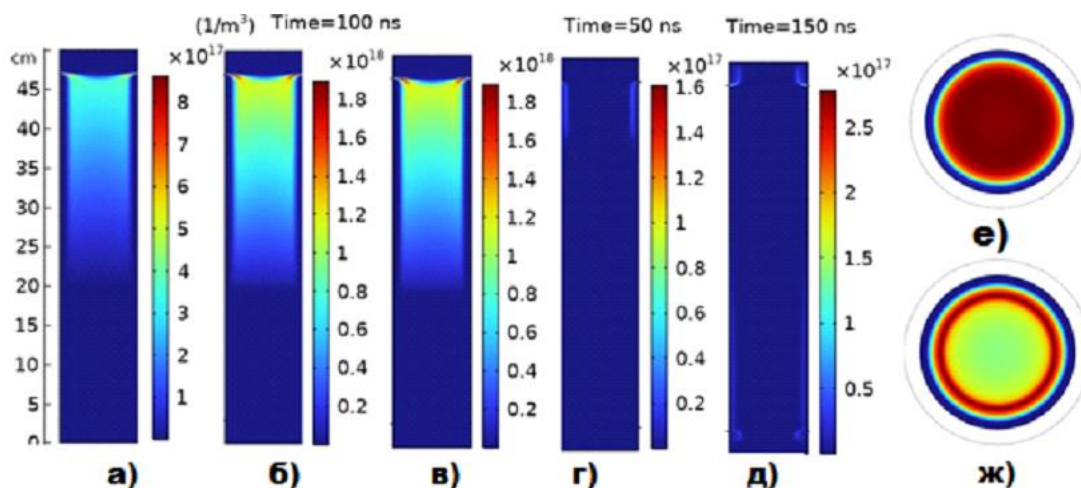 (1/m³) Time=100 ns Time=50 ns Time=150 ns
cm ×10¹⁷ ×10¹⁸ ×10¹⁸ ×10¹⁷
45 8 1.8 1.8 1.6 2.5
40 7 1.6 1.6 1.4
35 6 1.4 1.4 1.2 2
30 5 1.2 1.2 1
25 1 1 0.8 1.5
20 4 0.8 0.8
15 3 0.6 0.6 0.6 1
10 2 0.4 0.4 0.4
5 1 0.2 0.2 0.2 0.5
0
а) б) в) г) д)
е)
ж)